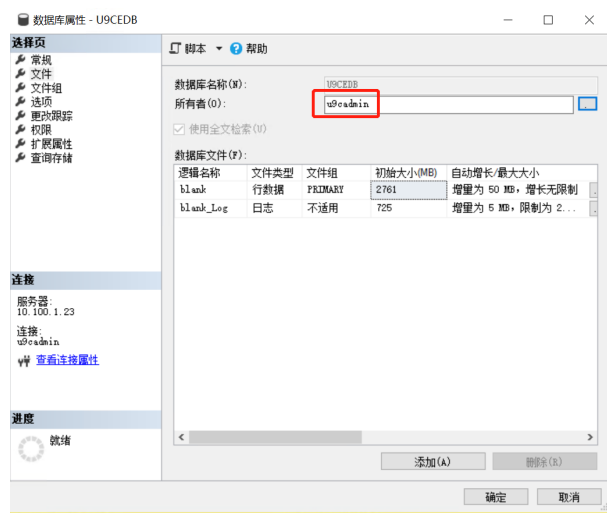 数据库属性 - U9CEDB
选择页
常规
文件
文件组
选项
更改跟踪
权限
扩展属性
查询存储
脚本 帮助
数据库名称(N): U9CEDB
所有者(O): u9cadmin
...
使用全文检索(U)
数据库文件(F):
逻辑名称 文件类型 文件组 初始大小(MB) 自动增长/最大大小
blank 行数据 PRIMARY 2761 增量为 50 MB，增长无限制
blank_Log 日志 不适用 725 增量为 5 MB，限制为 2...
连接
服务器:
10.100.1.23
连接:
u9cadmin
查看连接属性
进度
就绪
添加(A) 删除(R)
确定 取消